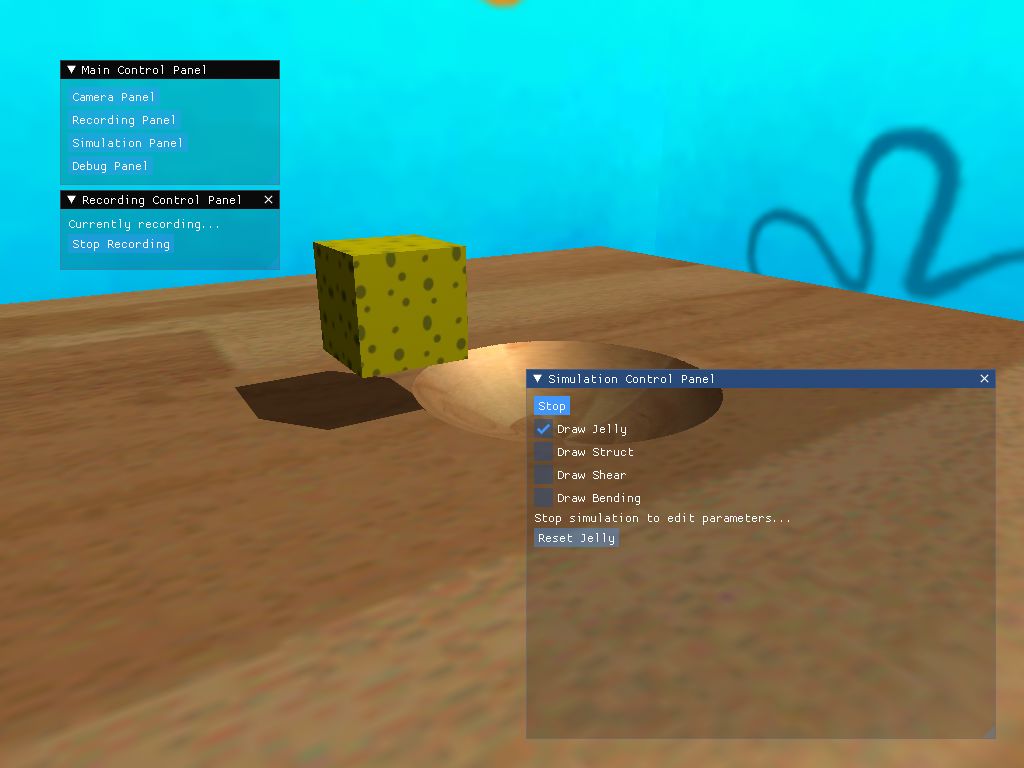 Main Control Panel
Camera Panel
Recording Panel
Simulation Panel
Debug Panel
Recording Control Panel
Currently recording...
Stop Recording
Simulation Control Panel
Stop
Draw Jelly
Draw Struct
Draw Shear
Draw Bending
Stop simulation to edit parameters...
Reset Jelly